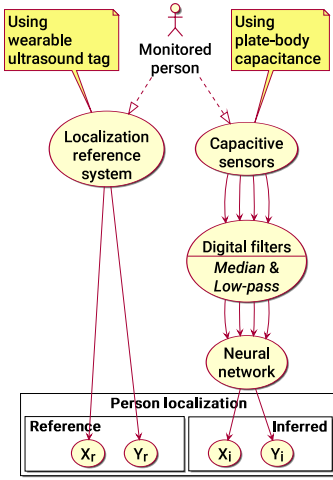 Using
wearable
ultrasound tag
Using
plate-body
capacitance
Monitored
person
Localization
reference
system
Capacitive
sensors
Digital filters
Median &
Low-pass
Neural
network
Person localization
Reference
Inferred
Xr
Yr
Xi
Yi